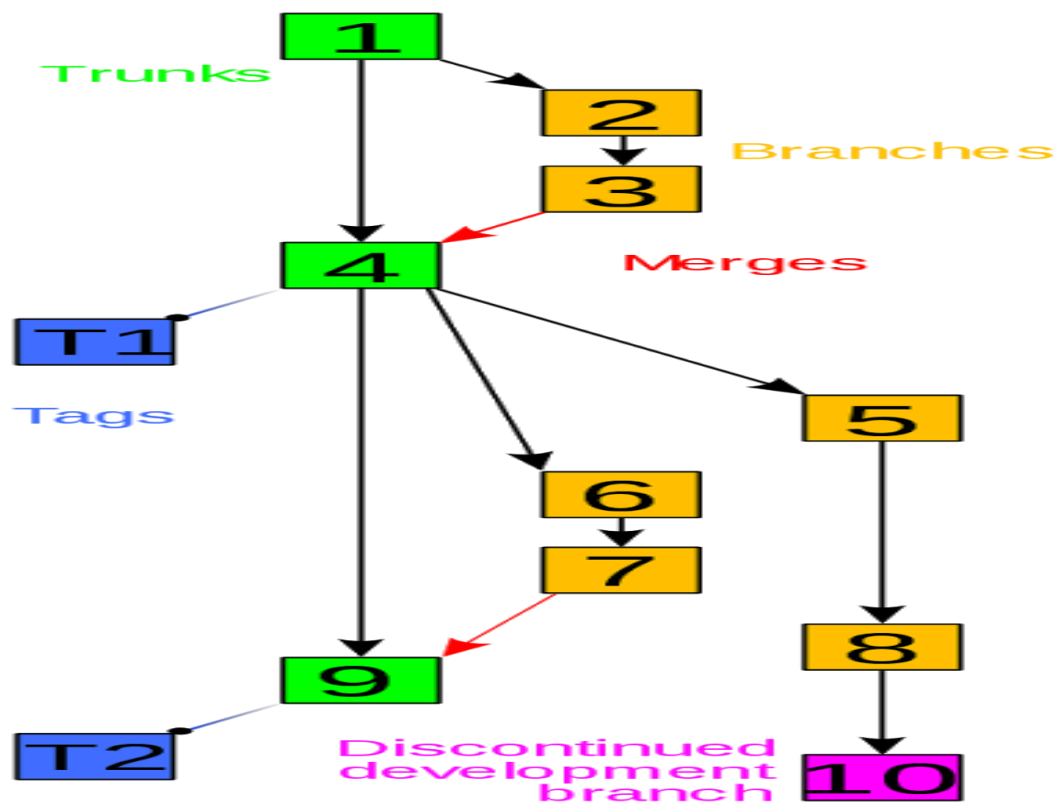 1
Trunks
2
Branches
3
4
Merges
T1
Tags
5
6
7
8
9
T2
Discontinued
development
branch
10